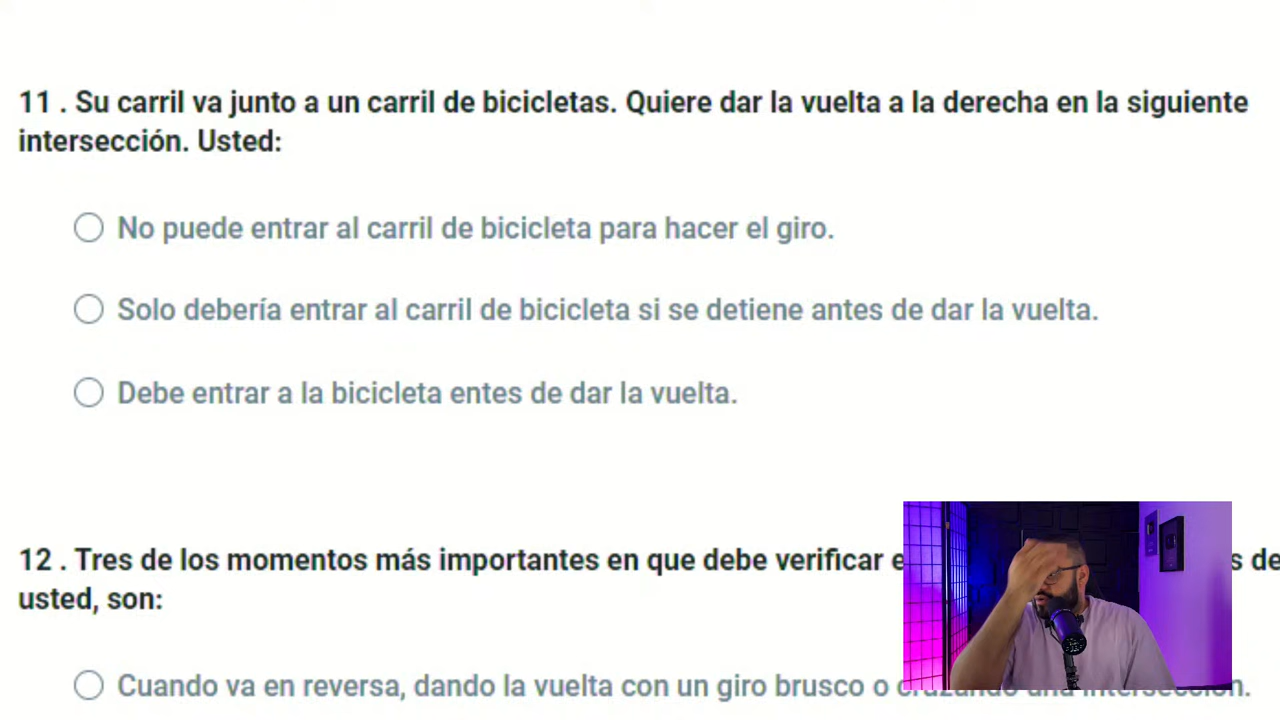 11 . Su carril va junto a un carril de bicicletas. Quiere dar la vuelta a la derecha en la siguiente
intersección. Usted:
No puede entrar al carril de bicicleta para hacer el giro.
Solo debería entrar al carril de bicicleta si se detiene antes de dar la vuelta.
Debe entrar a la bicicleta entes de dar la vuelta.
12 . Tres de los momentos más importantes en que debe verificar
usted, son:
Cuando va en reversa, dando la vuelta con un giro brusco o cruzando una intersección.